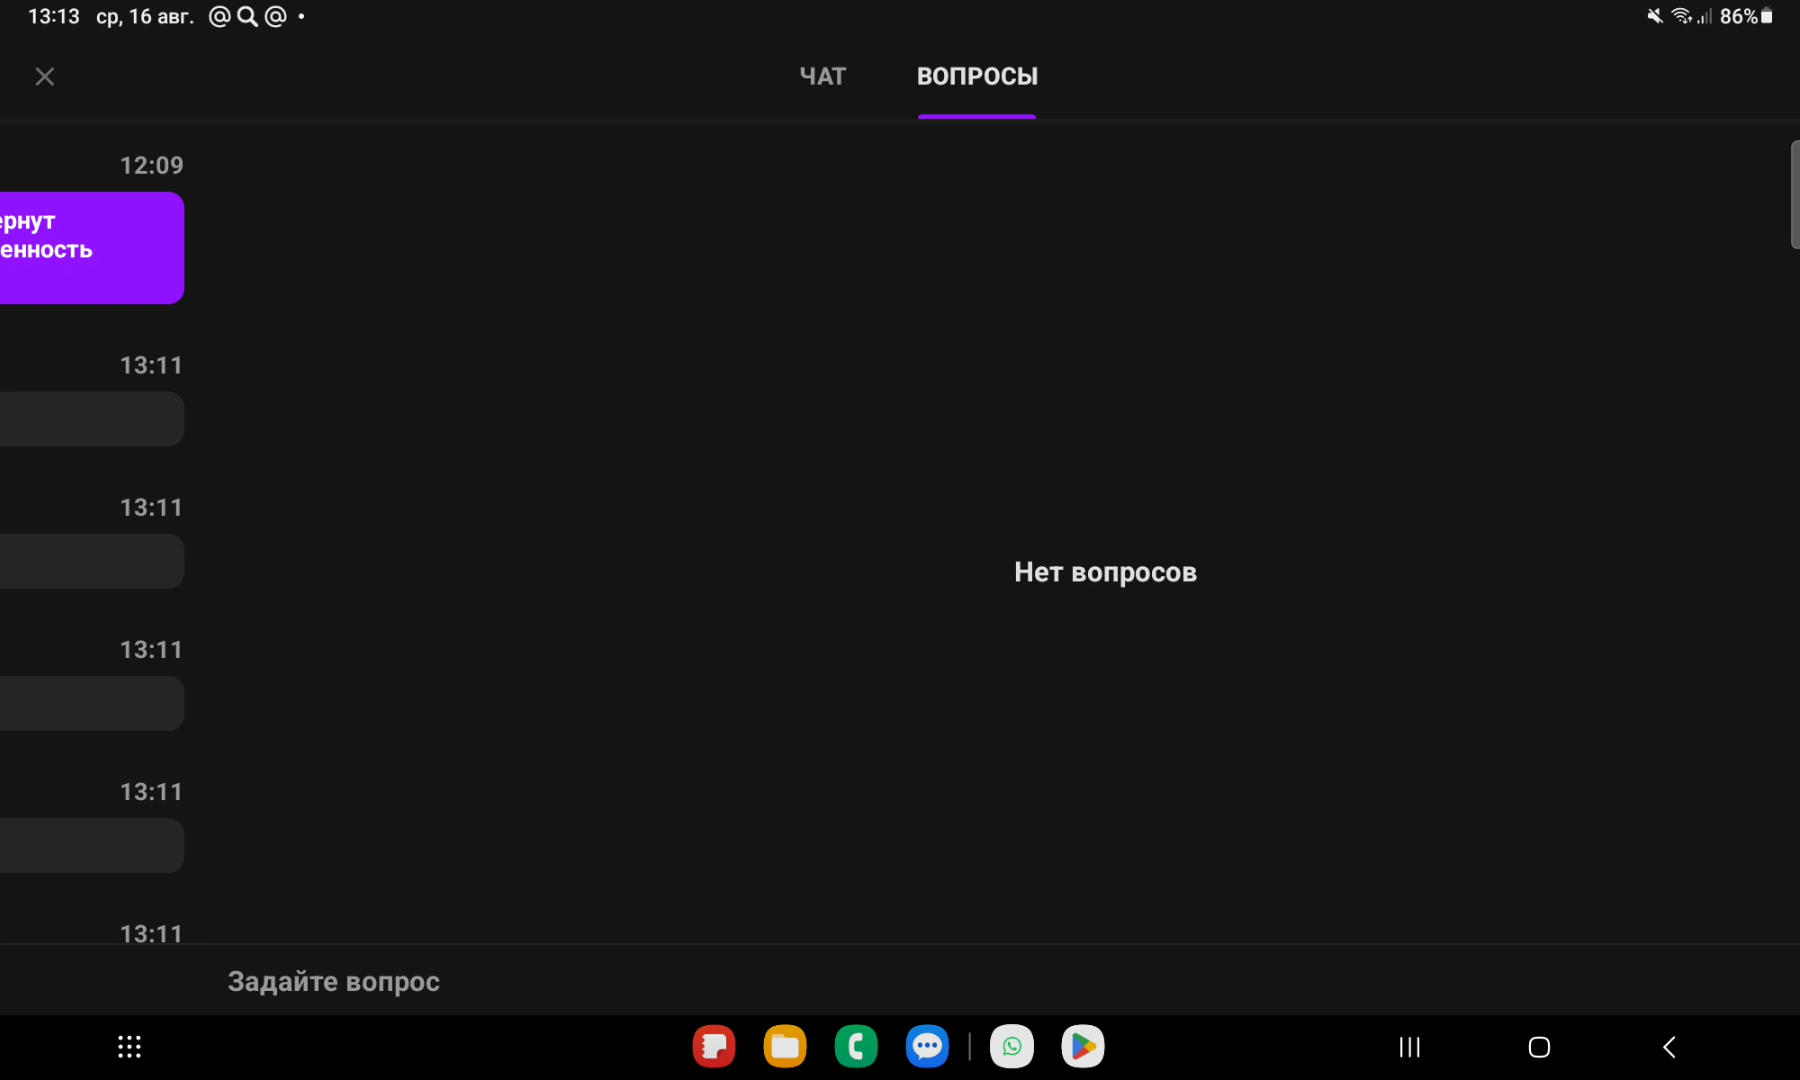 13:13 ср, 16 авг.
86%
ЧАТ ВОПРОСЫ
12:09
ернут
енность
13:11
13:11
Нет вопросов
13:11
13:11
13:11
Задайте вопрос